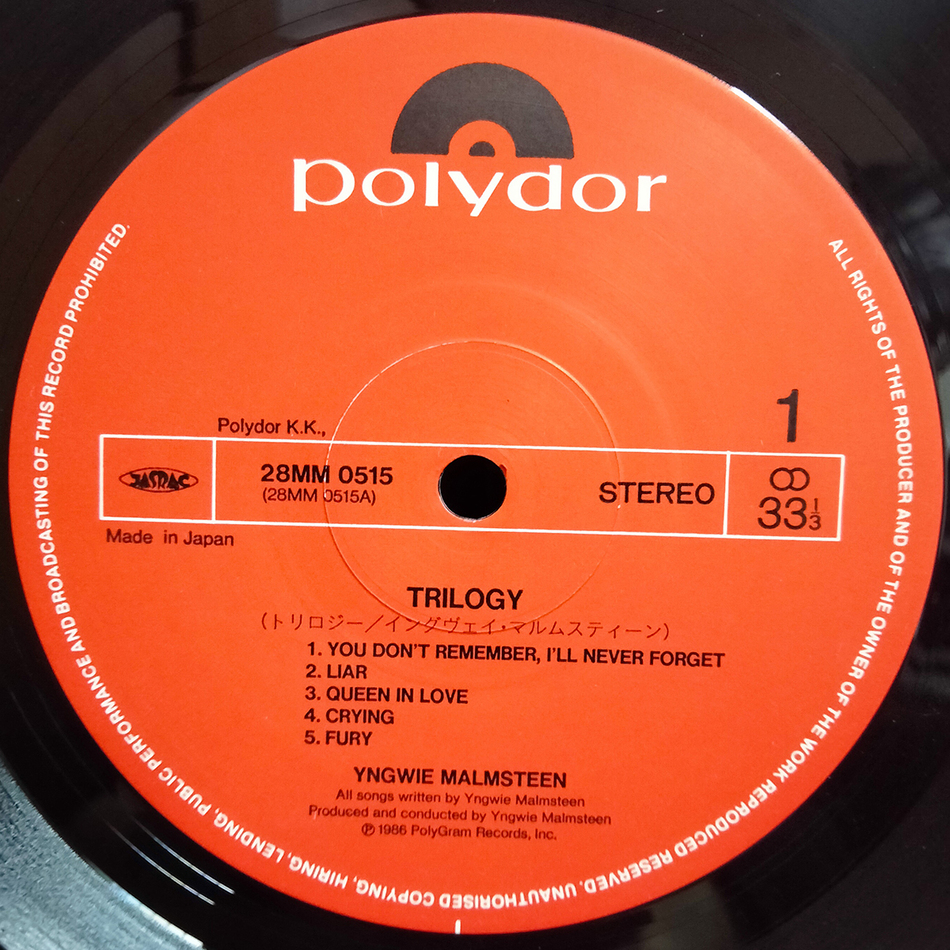 polydor
Polydor K.K.,
1
JASRAC
28MM 0515
(28MM 0515A)
STEREO
33 1/3
Made in Japan
TRILOGY
(トリロジー/イングヴェイ・マルムスティーン)
1. YOU DON'T REMEMBER, I'LL NEVER FORGET
2. LIAR
3. QUEEN IN LOVE
4. CRYING
5. FURY
YNGWIE MALMSTEEN
All songs written by Yngwie Malmsteen
Produced and conducted by Yngwie Malmsteen
℗ 1986 PolyGram Records, Inc.
ALL RIGHTS OF THE PRODUCER AND OF THE OWNER OF THE WORK REPRODUCED RESERVED. UNAUTHORISED COPYING, HIRING, LENDING, PUBLIC PERFORMANCE AND BROADCASTING OF THIS RECORD PROHIBITED.